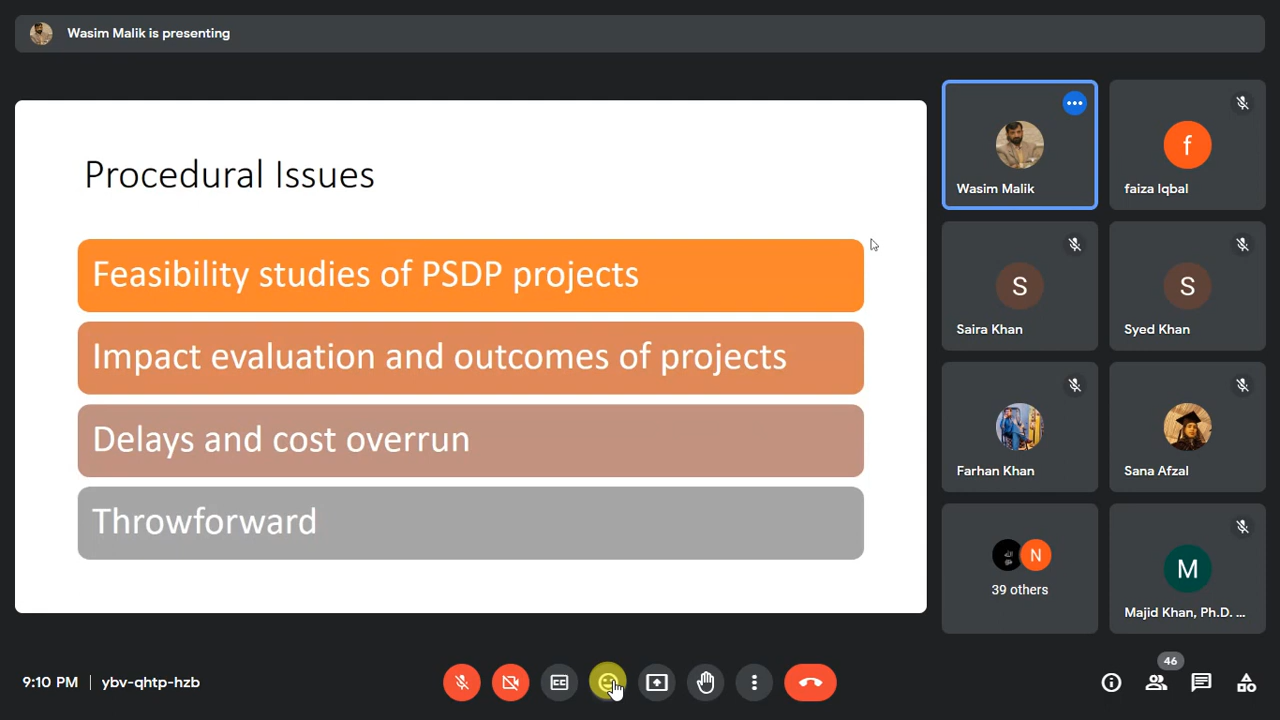 Wasim Malik is presenting
Procedural Issues
Feasibility studies of PSDP projects
Impact evaluation and outcomes of projects
Delays and cost overrun
Throwforward
Wasim Malik
f
faiza Iqbal
S
Saira Khan
S
Syed Khan
Farhan Khan
Sana Afzal
N
39 others
M
Majid Khan, Ph.D. ...
9:10 PM | ybv-qhtp-hzb
CC
46